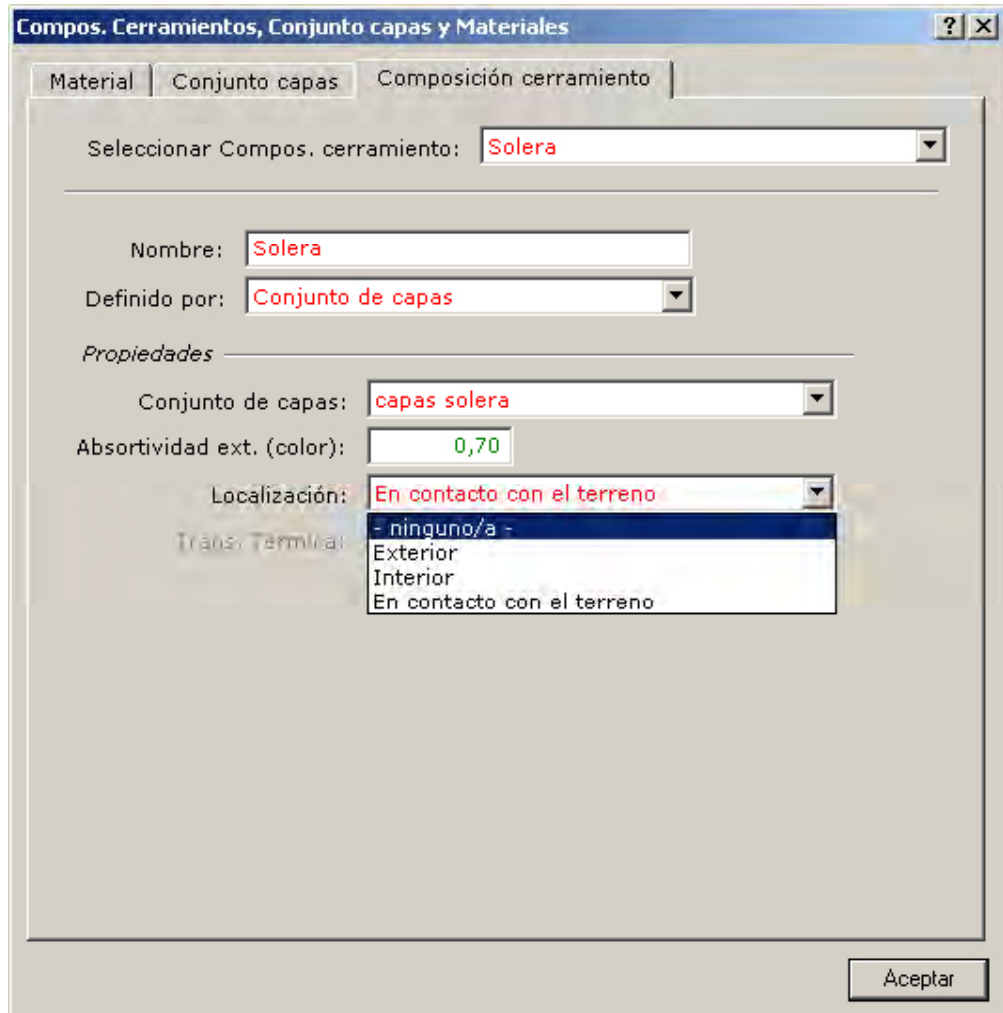 Compos. Cerramientos, Conjunto capas y Materiales ? X
Material Conjunto capas Composición cerramiento
Seleccionar Compos. cerramiento: Solera
Nombre: Solera
Definido por: Conjunto de capas
Propiedades
Conjunto de capas: capas solera
Absortividad ext. (color): 0,70
Localización: En contacto con el terreno
- ninguno/a -
Trans. Térmica:
Exterior
Interior
En contacto con el terreno
Aceptar